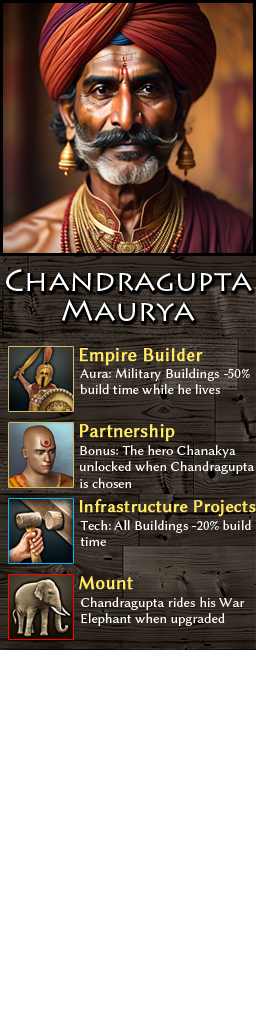 Chandragupta
Maurya
Empire Builder
Aura: Military Buildings -50%
build time while he lives
Partnership
Bonus: The hero Chanakya
unlocked when Chandragupta
is chosen
Infrastructure Projects
Tech: All Buildings -20% build
time
Mount
Chandragupta rides his War
Elephant when upgraded